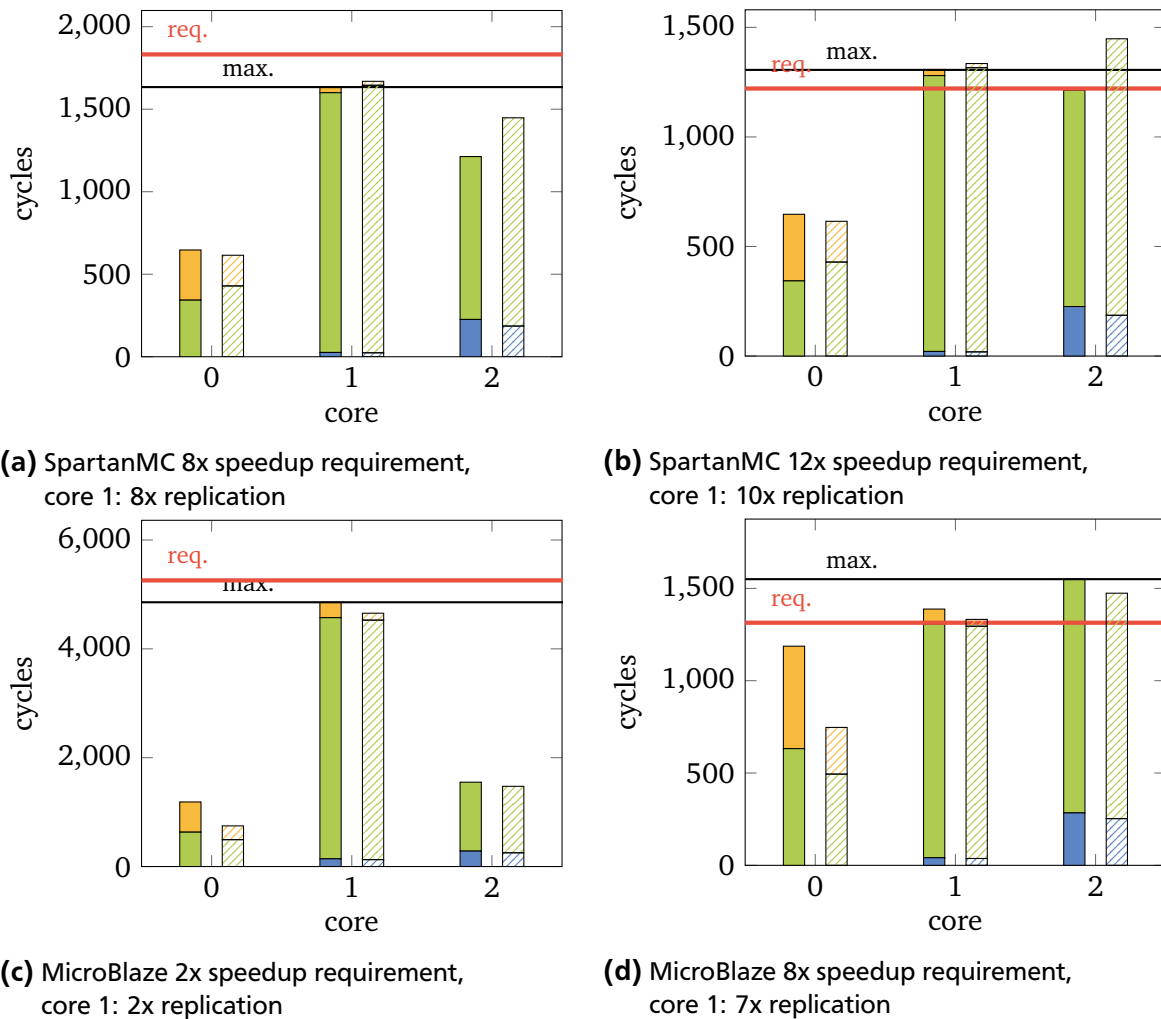 2,000
1,500
1,000
500
0
cycles
req.
max.
0 1 2
core
(a) SpartanMC 8x speedup requirement,
core 1: 8x replication
1,500
1,000
500
0
cycles
max.
req.
0 1 2
core
(b) SpartanMC 12x speedup requirement,
core 1: 10x replication
6,000
4,000
2,000
0
cycles
req.
max.
0 1 2
core
(c) MicroBlaze 2x speedup requirement,
core 1: 2x replication
1,500
1,000
500
0
cycles
max.
req.
0 1 2
core
(d) MicroBlaze 8x speedup requirement,
core 1: 7x replication